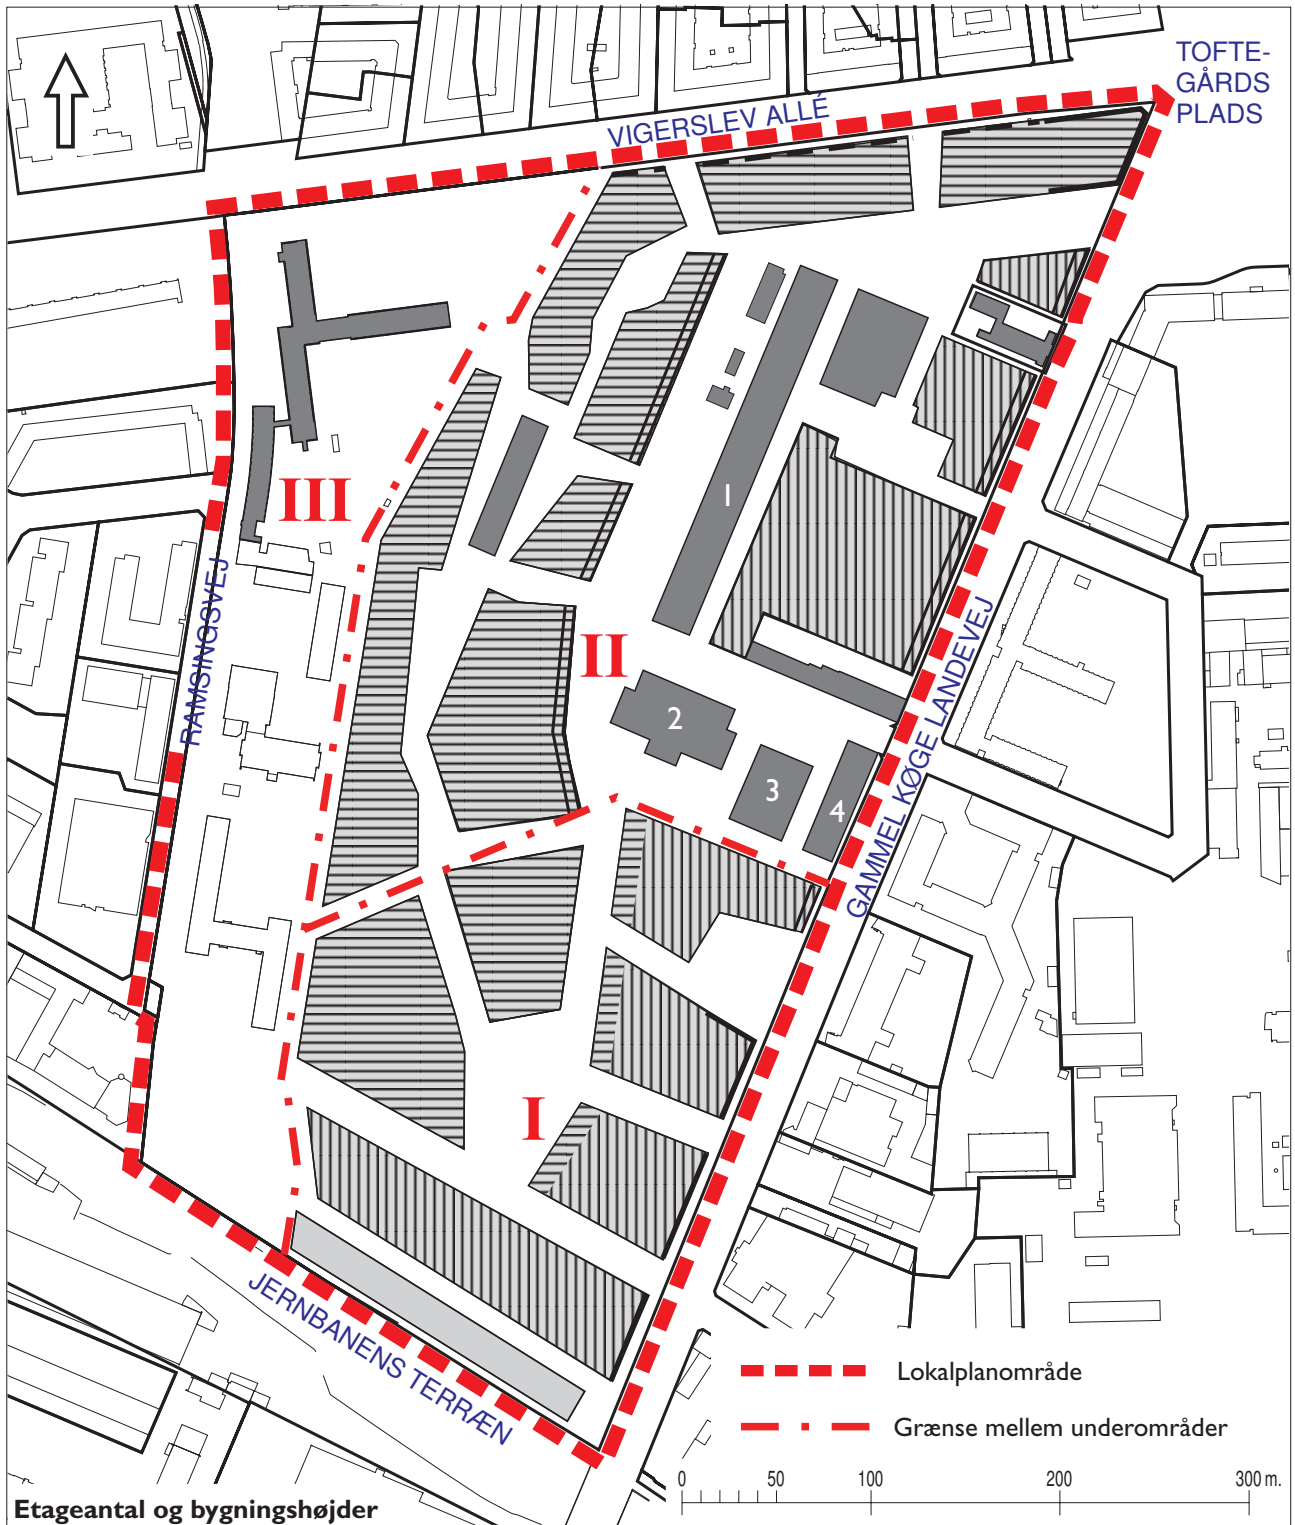 TOFTE-
GÅRDS
PLADS
VIGERSLEV ALLÉ
III
1
RAMSINGSVEJ
II
GAMMEL KØGE LANDEVEJ
2
3
4
I
JERNBANENS TERRÆN
Lokalplanområde
Grænse mellem underområder
0 50 100 200 300 m.
Etageantal og bygningshøjder